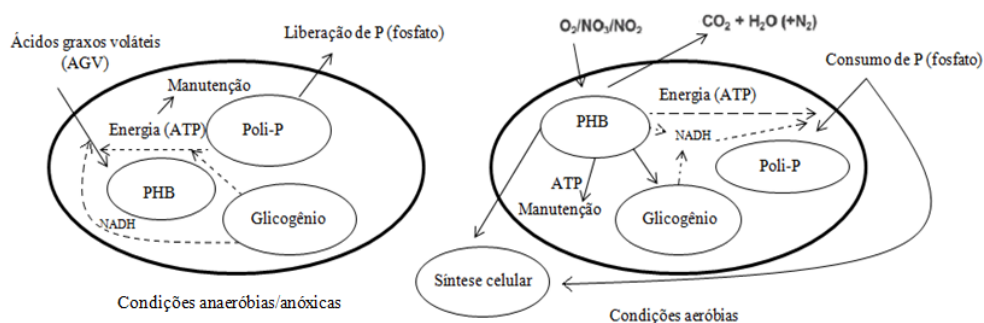 Ácidos graxos voláteis
(AGV)
Liberação de P (fosfato)
Manutenção
Energia (ATP)
Poli-P
PHB
NADH
Glicogênio
Condições anaeróbias/anóxicas
O₂/NO₃/NO₂
CO₂ + H₂O (+N₂)
Consumo de P (fosfato)
PHB
Energia (ATP)
NADH
Poli-P
ATP
Manutenção
Glicogênio
Síntese celular
Condições aeróbias